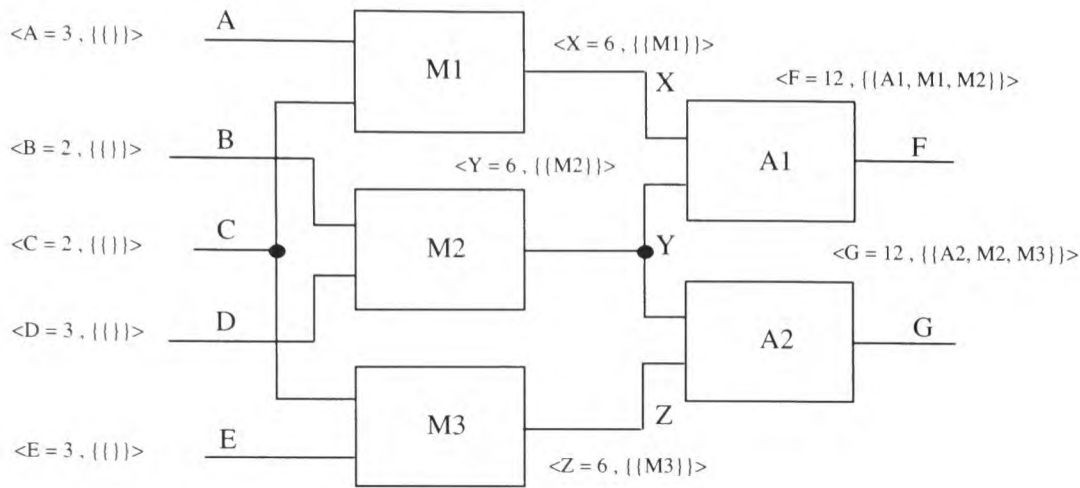 A
<A = 3 , {{}}>
M1
<X = 6 , {{M1}}>
X
<F = 12 , {{A1, M1, M2}}>
B
<B = 2 , {{}}>
<Y = 6 , {{M2}}>
A1
F
C
<C = 2 , {{}}>
M2
Y
<G = 12 , {{A2, M2, M3}}>
D
<D = 3 , {{}}>
A2
G
M3
Z
E
<E = 3 , {{}}>
<Z = 6 , {{M3}}>